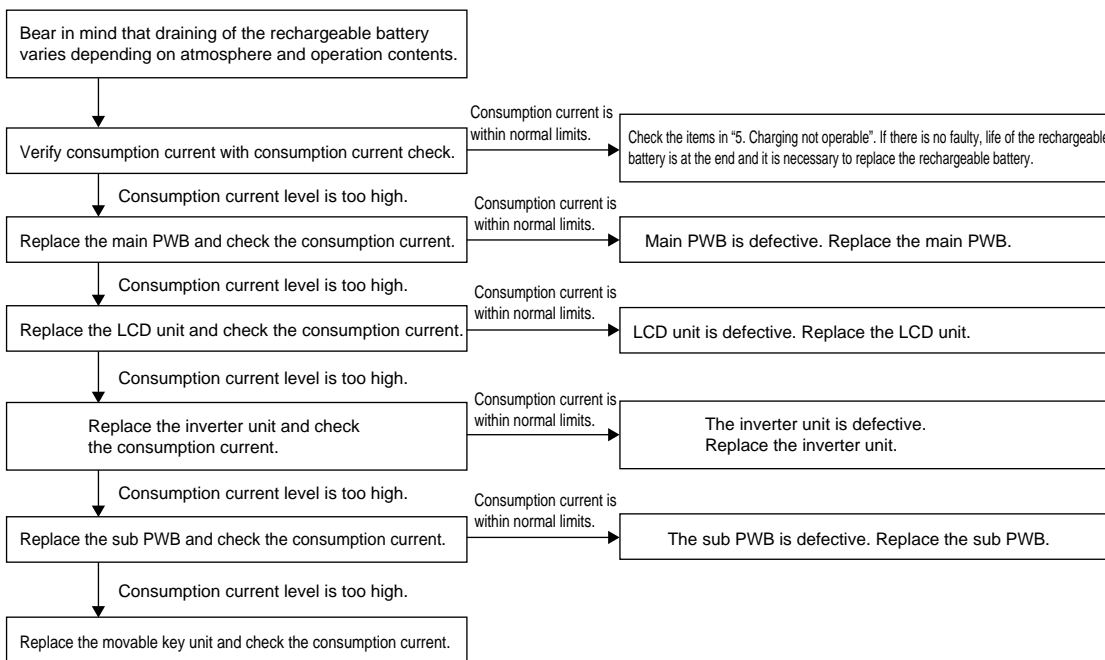 Bear in mind that draining of the rechargeable battery
varies depending on atmosphere and operation contents.
Consumption current is
within normal limits.
Verify consumption current with consumption current check.
Check the items in “5. Charging not operable”. If there is no faulty, life of the rechargeable
battery is at the end and it is necessary to replace the rechargeable battery.
Consumption current level is too high.
Consumption current is
within normal limits.
Replace the main PWB and check the consumption current.
Main PWB is defective. Replace the main PWB.
Consumption current level is too high.
Consumption current is
within normal limits.
Replace the LCD unit and check the consumption current.
LCD unit is defective. Replace the LCD unit.
Consumption current level is too high.
Consumption current is
within normal limits.
Replace the inverter unit and check
the consumption current.
The inverter unit is defective.
Replace the inverter unit.
Consumption current level is too high.
Consumption current is
within normal limits.
Replace the sub PWB and check the consumption current.
The sub PWB is defective. Replace the sub PWB.
Consumption current level is too high.
Replace the movable key unit and check the consumption current.